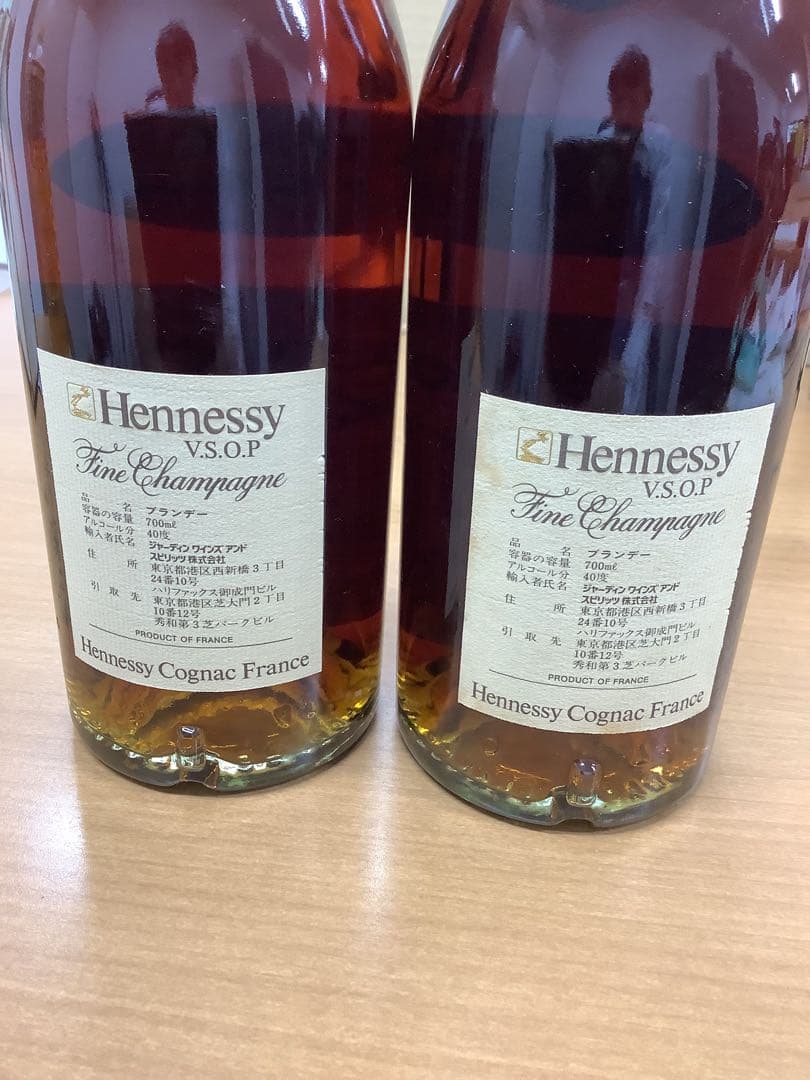 Hennessy
V.S.O.P
Fine Champagne
品 名 ブランデー
容器の容量 700mℓ
アルコール分 40度
輸入者氏名 ジャーディン ワインズ アンド
スピリッツ 株式会社
住 所 東京都港区西新橋3丁目
24番10号
ハリファックス御成門ビル
引 取 先 東京都港区芝大門2丁目
10番12号
秀和第3芝パークビル
PRODUCT OF FRANCE
Hennessy Cognac France
Hennessy
V.S.O.P
Fine Champagne
品 名 ブランデー
容器の容量 700mℓ
アルコール分 40度
輸入者氏名 ジャーディン ワインズ アンド
スピリッツ 株式会社
住 所 東京都港区西新橋3丁目
24番10号
ハリファックス御成門ビル
引 取 先 東京都港区芝大門2丁目
10番12号
秀和第3芝パークビル
PRODUCT OF FRANCE
Hennessy Cognac France